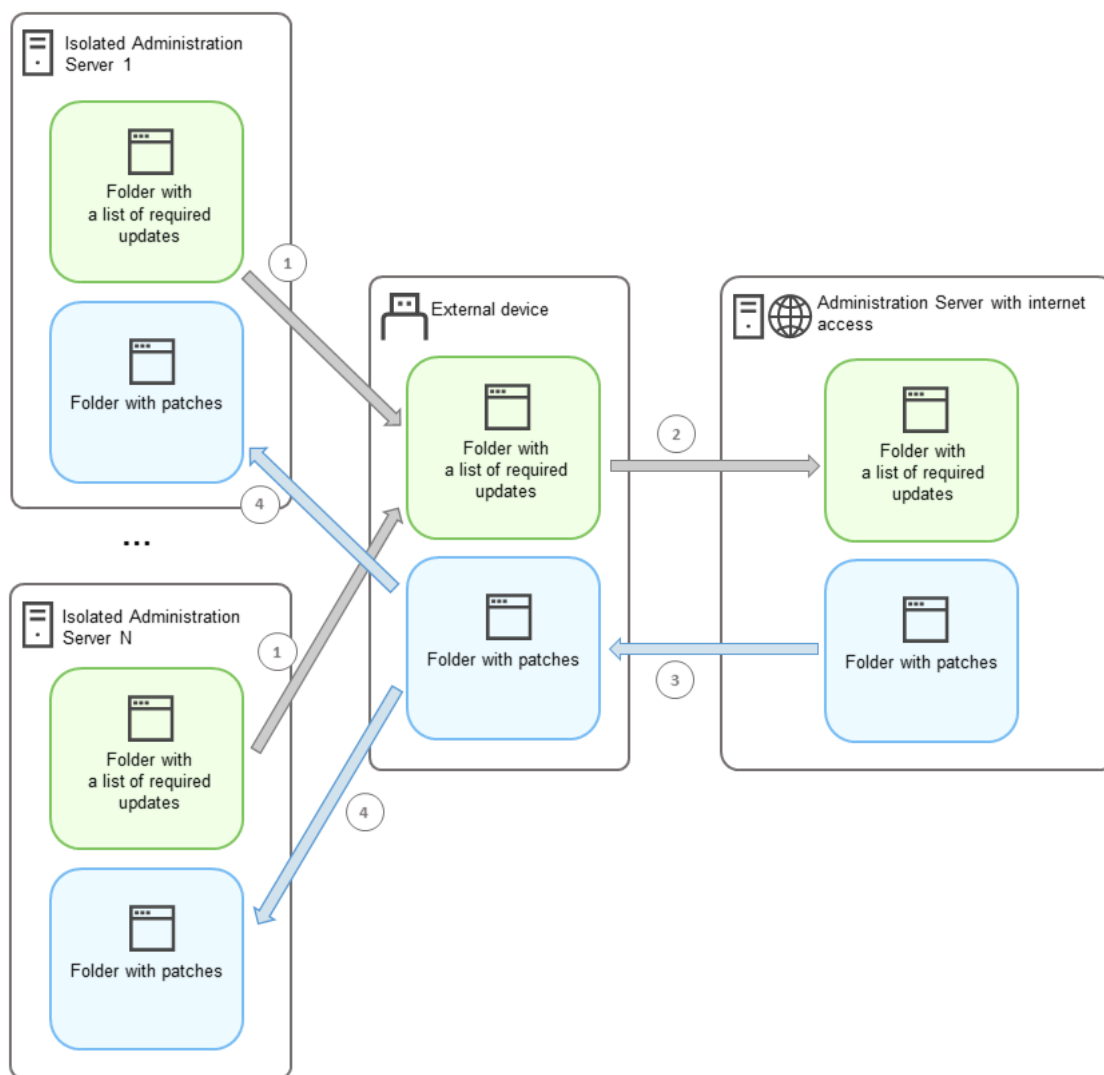 Isolated Administration
Server 1
Folder with
a list of required
updates
1
Folder with patches
4
...
Isolated Administration
Server N
Folder with
a list of required
updates
1
Folder with patches
4
External device
Folder with
a list of required
updates
Folder with patches
2
3
Administration Server with internet
access
Folder with
a list of required
updates
Folder with patches